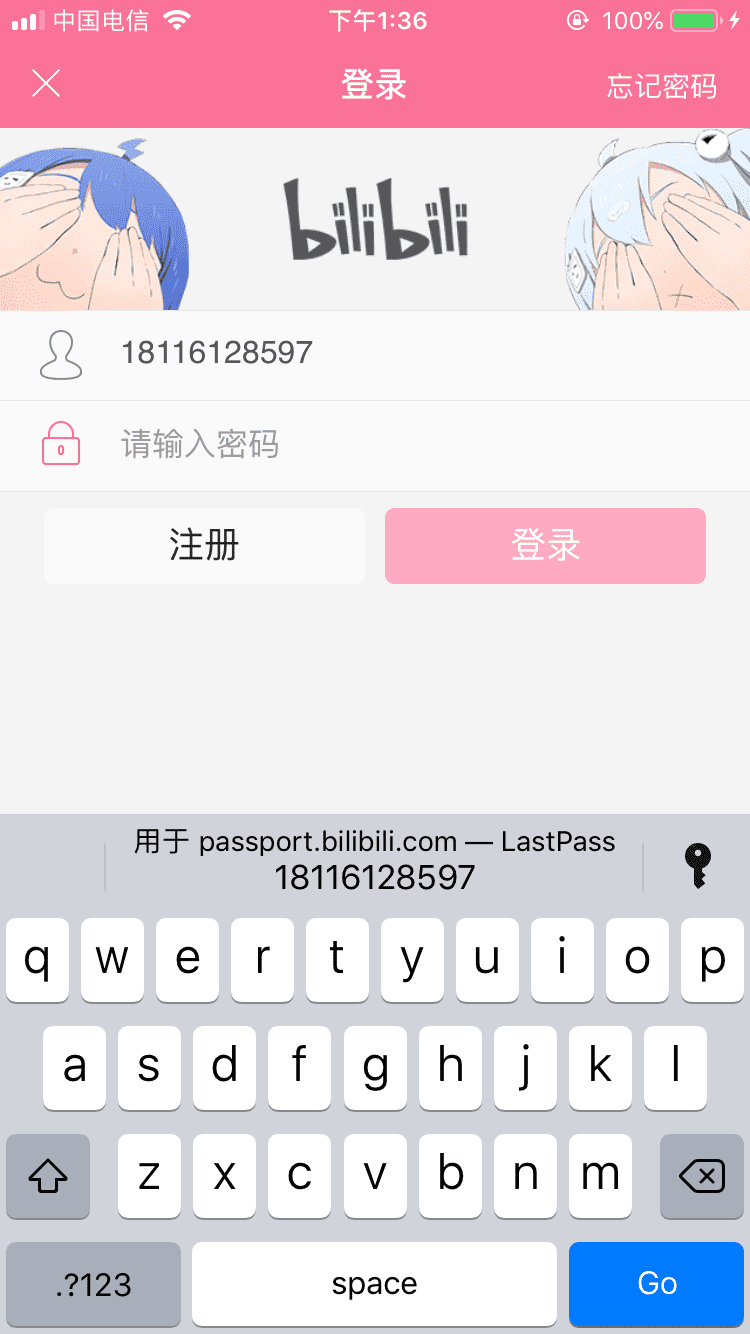 中国电信 下午1:36 100%
登录 忘记密码
bilibili
18116128597
请输入密码
注册 登录
用于 passport.bilibili.com — LastPass
18116128597
q w e r t y u i o p
a s d f g h j k l
z x c v b n m
.?123 space Go